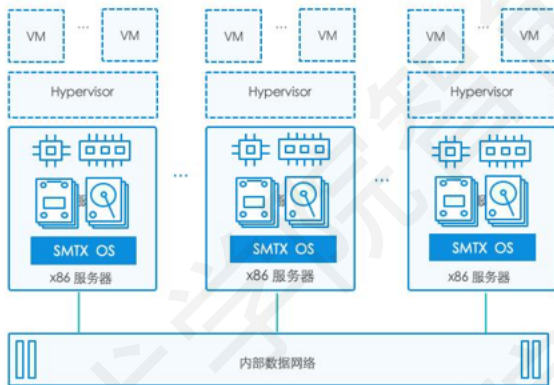 VM ... VM VM ... VM VM ... VM
Hypervisor Hypervisor Hypervisor
... ...
SMTX OS SMTX OS SMTX OS
x86 服务器 x86 服务器 x86 服务器
内部数据网络